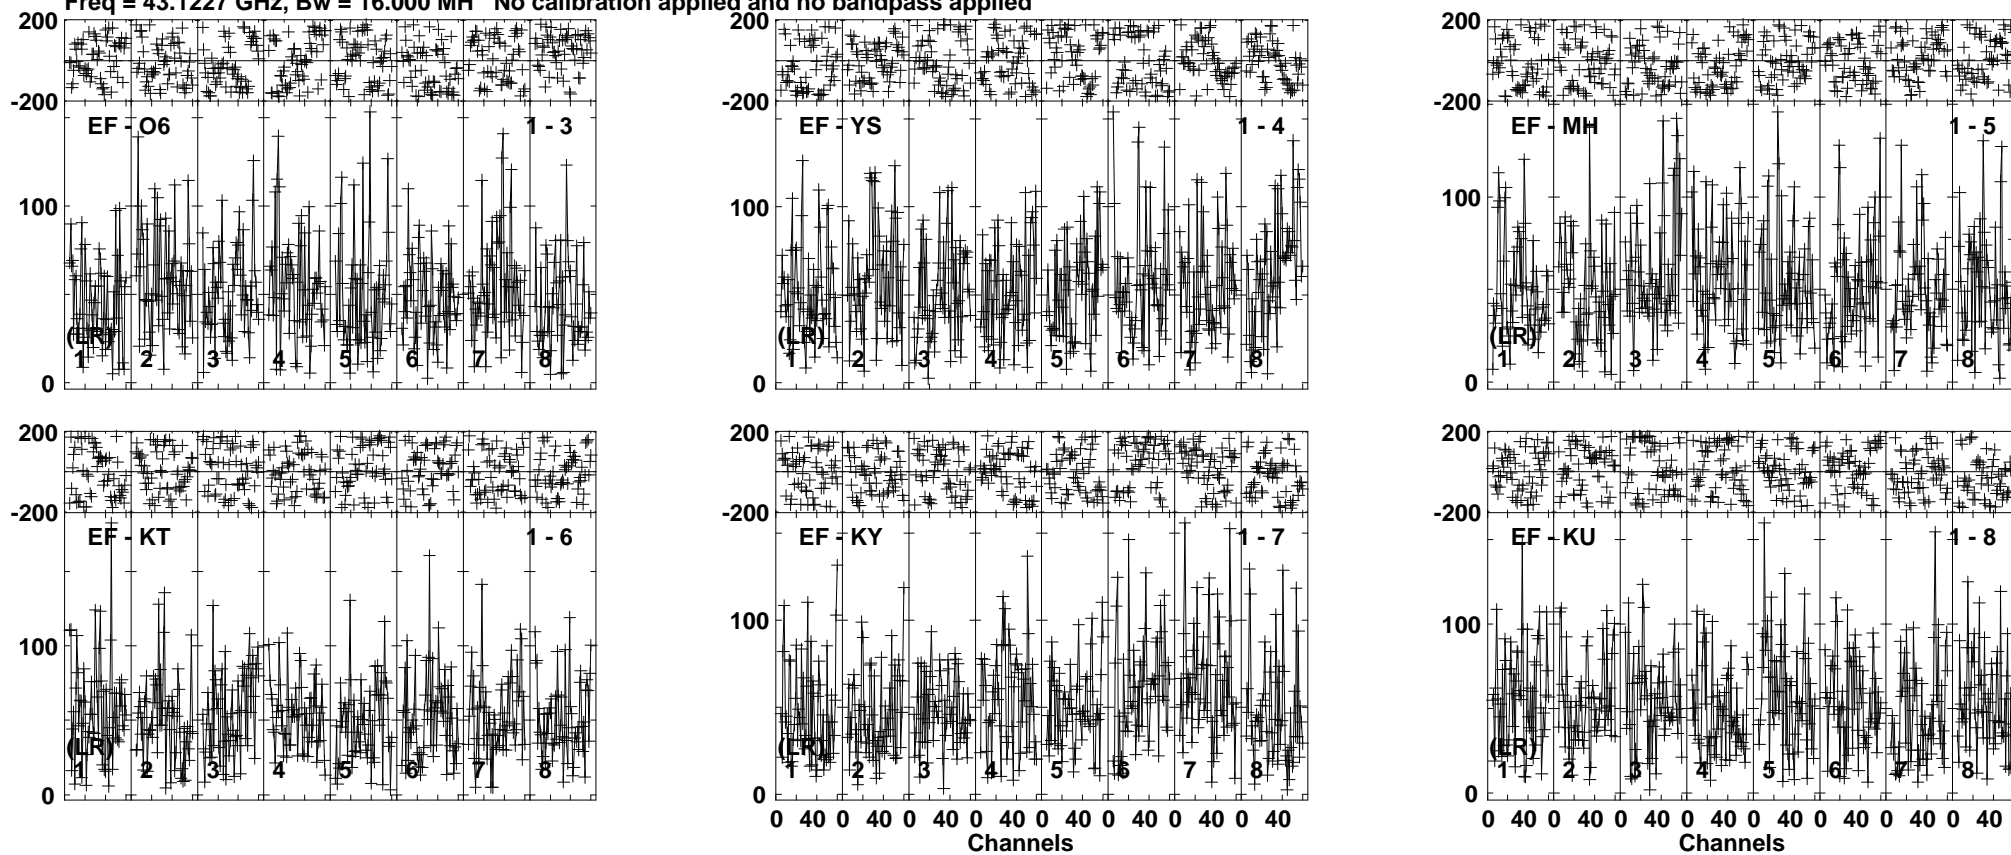 Freq = 43.1227 GHz, Bw = 16.000 MH No calibration applied and no bandpass applied
200
-200
EF - O6 1 - 3
100
(LR)
1 2 3 4 5 6 7 8
0
200
-200
EF - YS 1 - 4
100
(LR)
1 2 3 4 5 6 7 8
0
200
-200
EF - MH 1 - 5
100
(LR)
1 2 3 4 5 6 7 8
0
200
-200
EF - KT 1 - 6
100
(LR)
1 2 3 4 5 6 7 8
0
200
-200
EF - KY 1 - 7
100
(LR)
1 2 3 4 5 6 7 8
0
0 40 0 40 0 40 0 40 0 40 0 40 0 40 0 40
Channels
200
-200
EF - KU 1 - 8
100
(LR)
1 2 3 4 5 6 7 8
0
0 40 0 40 0 40 0 40 0 40 0 40 0 40 0 40
Channels